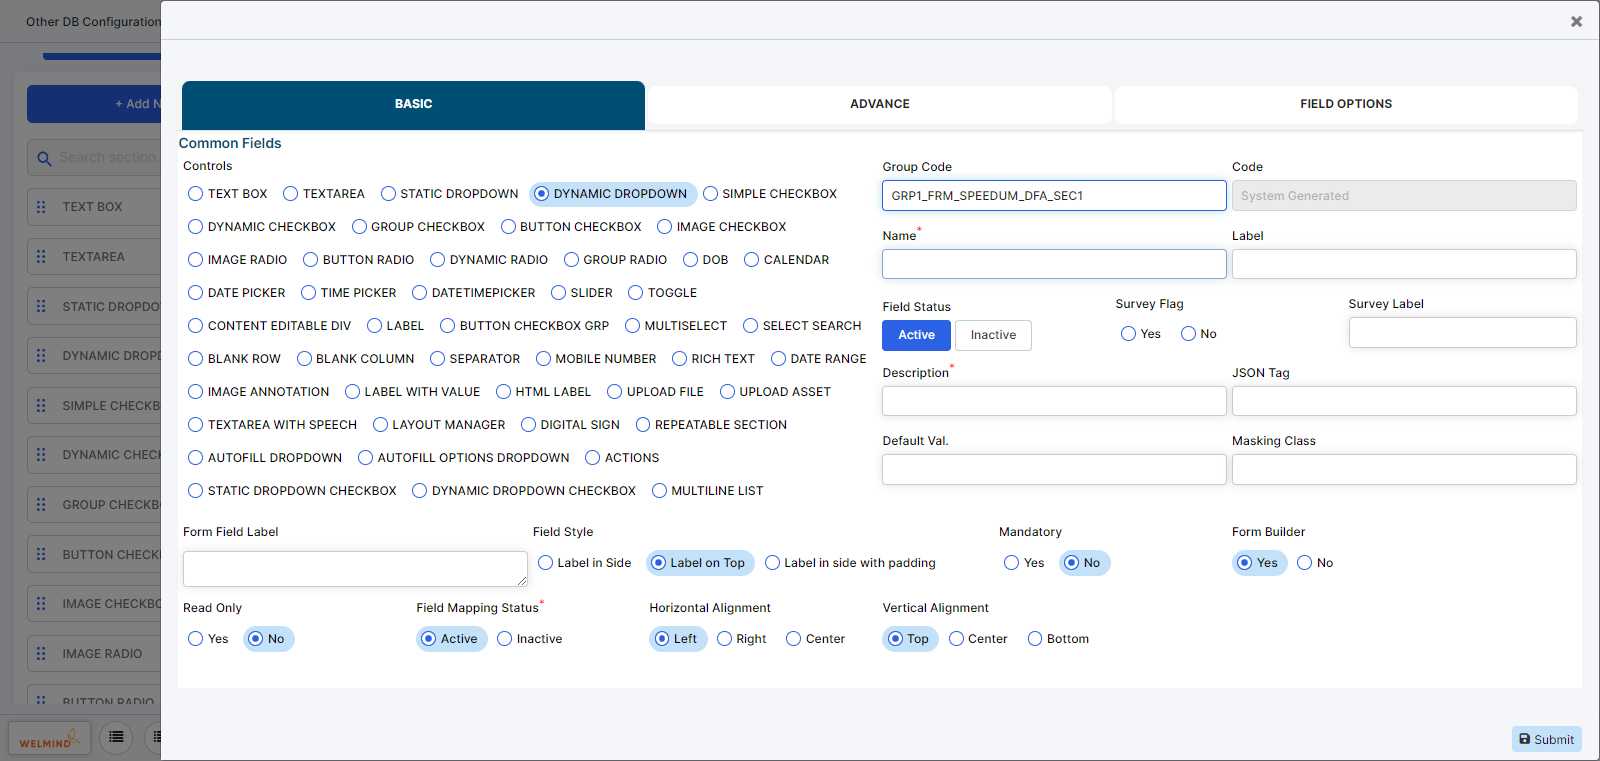 Other DB Configuration
+ Add N
Search section.
TEXT BOX
TEXTAREA
STATIC DROPDO
DYNAMIC DROP
SIMPLE CHECKB
DYNAMIC CHEC
GROUP CHECKB
BUTTON CHECK
IMAGE CHECKBO
IMAGE RADIO
BUTTON RADIO
WELMIND
BASIC
ADVANCE
FIELD OPTIONS
Common Fields
Controls
TEXT BOX TEXTAREA STATIC DROPDOWN DYNAMIC DROPDOWN SIMPLE CHECKBOX
DYNAMIC CHECKBOX GROUP CHECKBOX BUTTON CHECKBOX IMAGE CHECKBOX
IMAGE RADIO BUTTON RADIO DYNAMIC RADIO GROUP RADIO DOB CALENDAR
DATE PICKER TIME PICKER DATETIMEPICKER SLIDER TOGGLE
CONTENT EDITABLE DIV LABEL BUTTON CHECKBOX GRP MULTISELECT SELECT SEARCH
BLANK ROW BLANK COLUMN SEPARATOR MOBILE NUMBER RICH TEXT DATE RANGE
IMAGE ANNOTATION LABEL WITH VALUE HTML LABEL UPLOAD FILE UPLOAD ASSET
TEXTAREA WITH SPEECH LAYOUT MANAGER DIGITAL SIGN REPEATABLE SECTION
AUTOFILL DROPDOWN AUTOFILL OPTIONS DROPDOWN ACTIONS
STATIC DROPDOWN CHECKBOX DYNAMIC DROPDOWN CHECKBOX MULTILINE LIST
Group Code Code
GRP1_FRM_SPEEDUM_DFA_SEC1 System Generated
Name* Label
Field Status Survey Flag Survey Label
Active Inactive Yes No
Description* JSON Tag
Default Val. Masking Class
Form Field Label Field Style Mandatory Form Builder
Label in Side Label on Top Label in side with padding Yes No Yes No
Read Only Field Mapping Status* Horizontal Alignment Vertical Alignment
Yes No Active Inactive Left Right Center Top Center Bottom
Submit